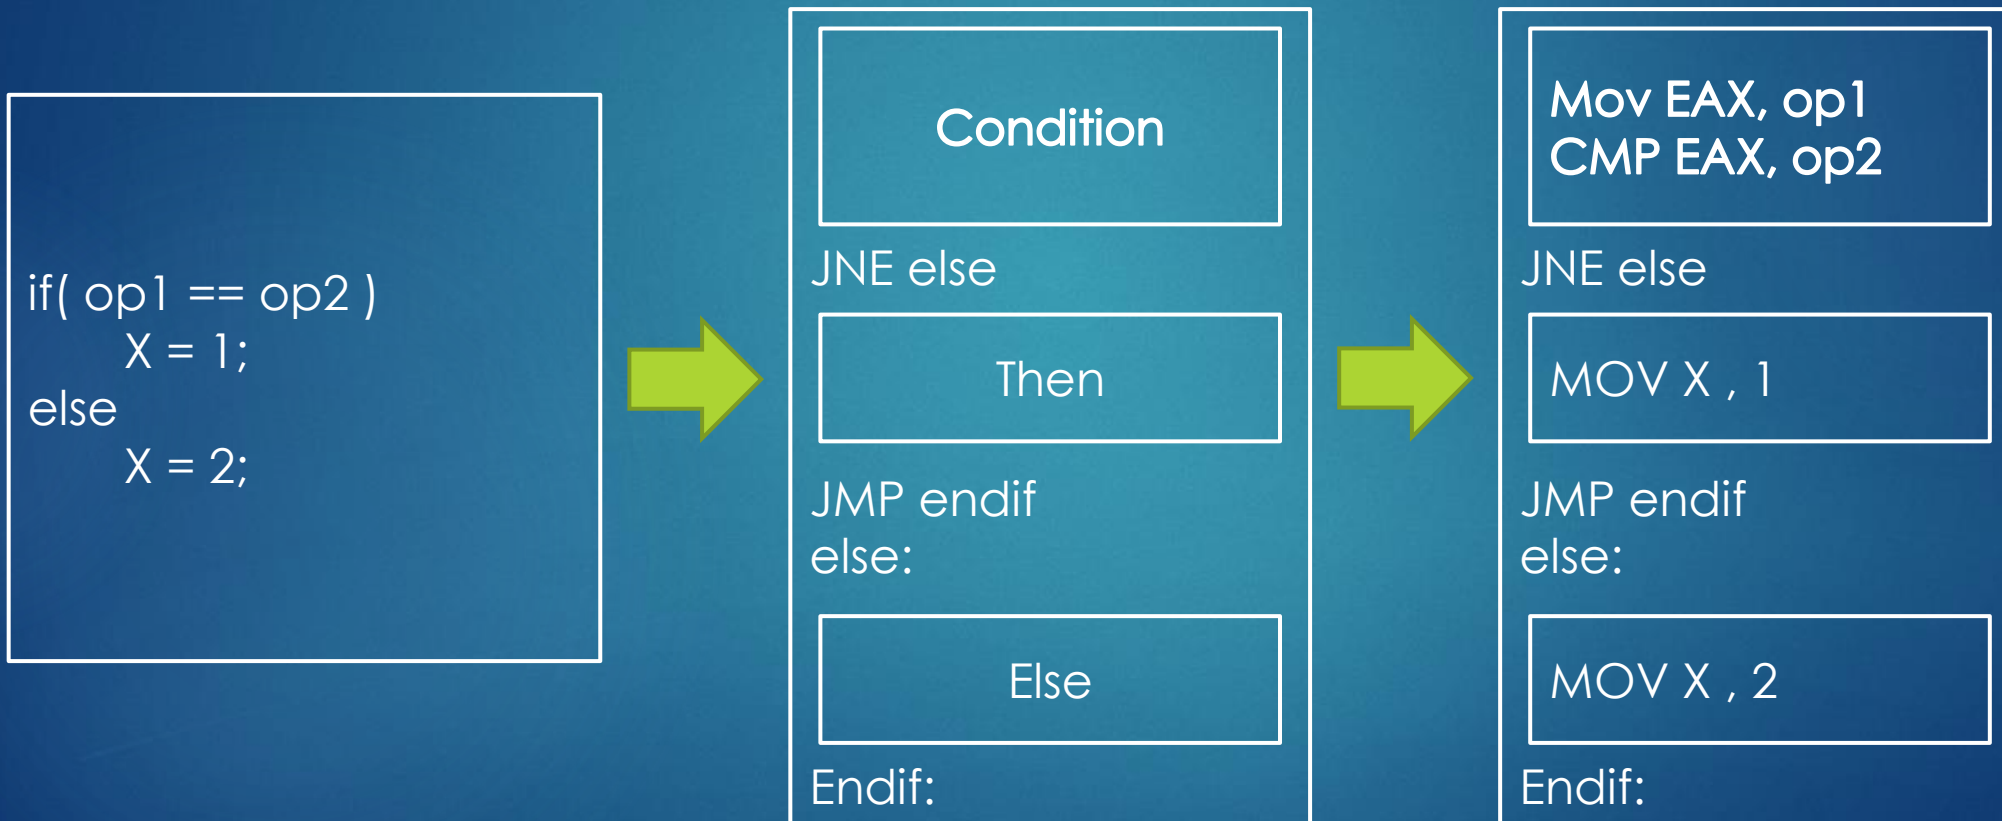 if( op1 == op2 )
X = 1;
else
X = 2;
Condition
JNE else
Then
JMP endif
else:
Else
Endif:
Mov EAX, op1
CMP EAX, op2
JNE else
MOV X , 1
JMP endif
else:
MOV X , 2
Endif: